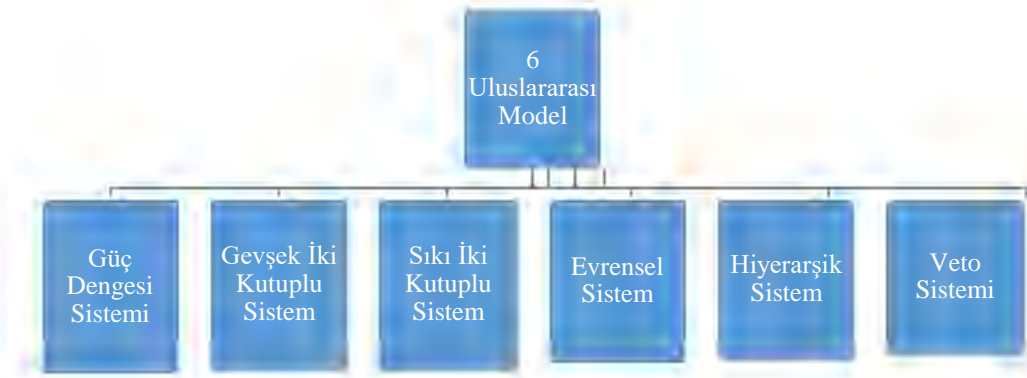 6
Uluslararası
Model
Güç
Dengesi
Sistemi
Gevşek İki
Kutuplu
Sistem
Sıkı İki
Kutuplu
Sistem
Evrensel
Sistem
Hiyerarşik
Sistem
Veto
Sistemi